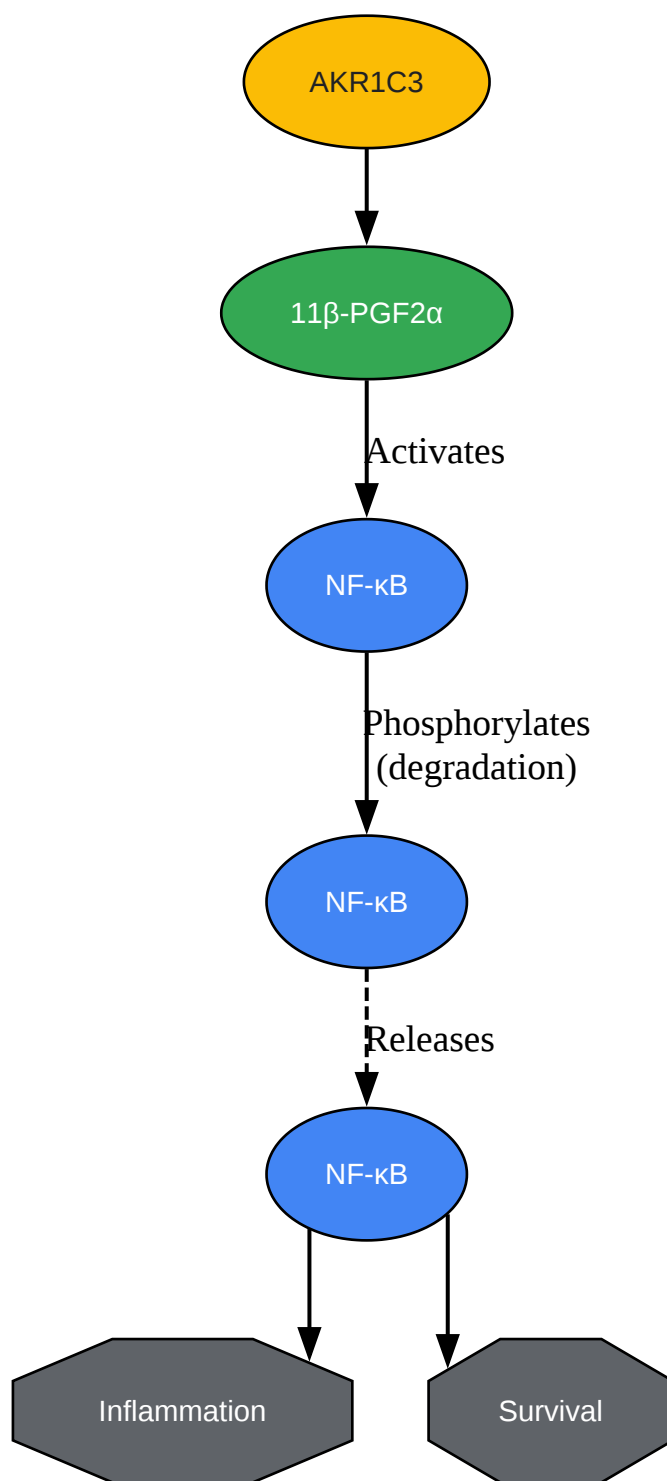 AKR1C3
11β-PGF2α
Activates
NF-κB
Phosphorylates
(degradation)
NF-κB
Releases
NF-κB
Inflammation
Survival